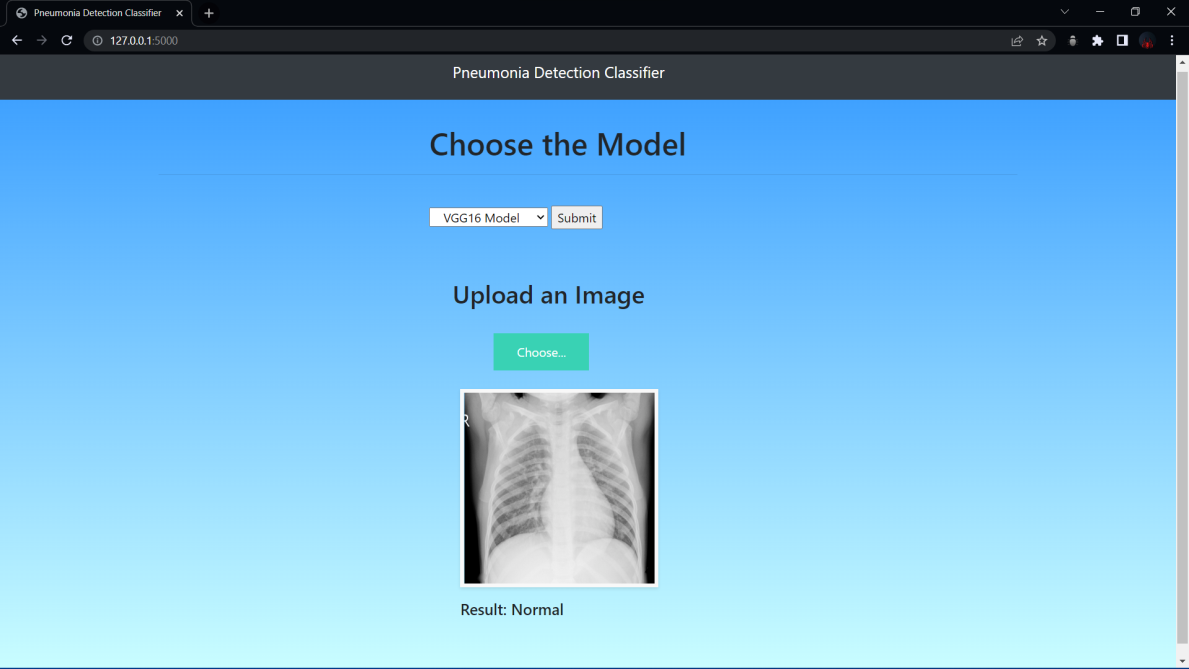 Pneumonia Detection Classifier
127.0.0.1:5000
Pneumonia Detection Classifier
Choose the Model
VGG16 Model Submit
Upload an Image
Choose...
R
Result: Normal